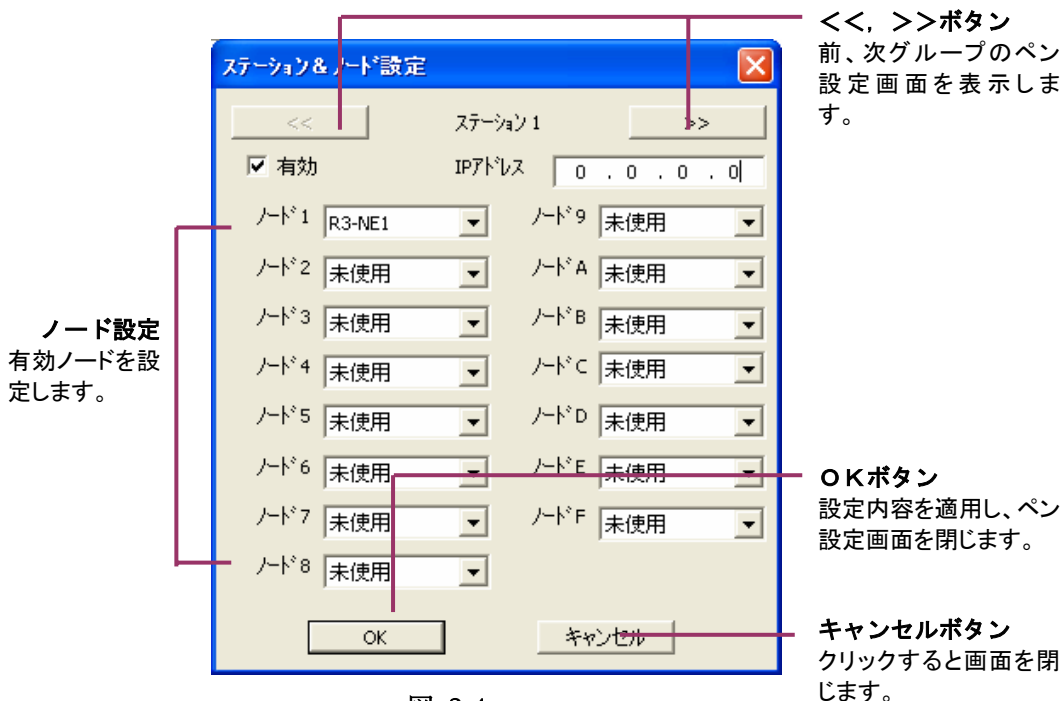 <<, >>ボタン
前、次グループのペン
設定画面を表示しま
す。
ステーション& ノード設定
<<
ステーション 1
>>
有効
IPアドレス
0 . 0 . 0 . 0
ノード1 R3-NE1
ノード9 未使用
ノード2 未使用
ノードA 未使用
ノード3 未使用
ノードB 未使用
ノード4 未使用
ノードC 未使用
ノード5 未使用
ノードD 未使用
ノード6 未使用
ノードE 未使用
ノード7 未使用
ノードF 未使用
ノード8 未使用
OK
キャンセル
ノード設定
有効ノードを設
定します。
OKボタン
設定内容を適用し、ペン
設定画面を閉じます。
キャンセルボタン
クリックすると画面を閉
じます。